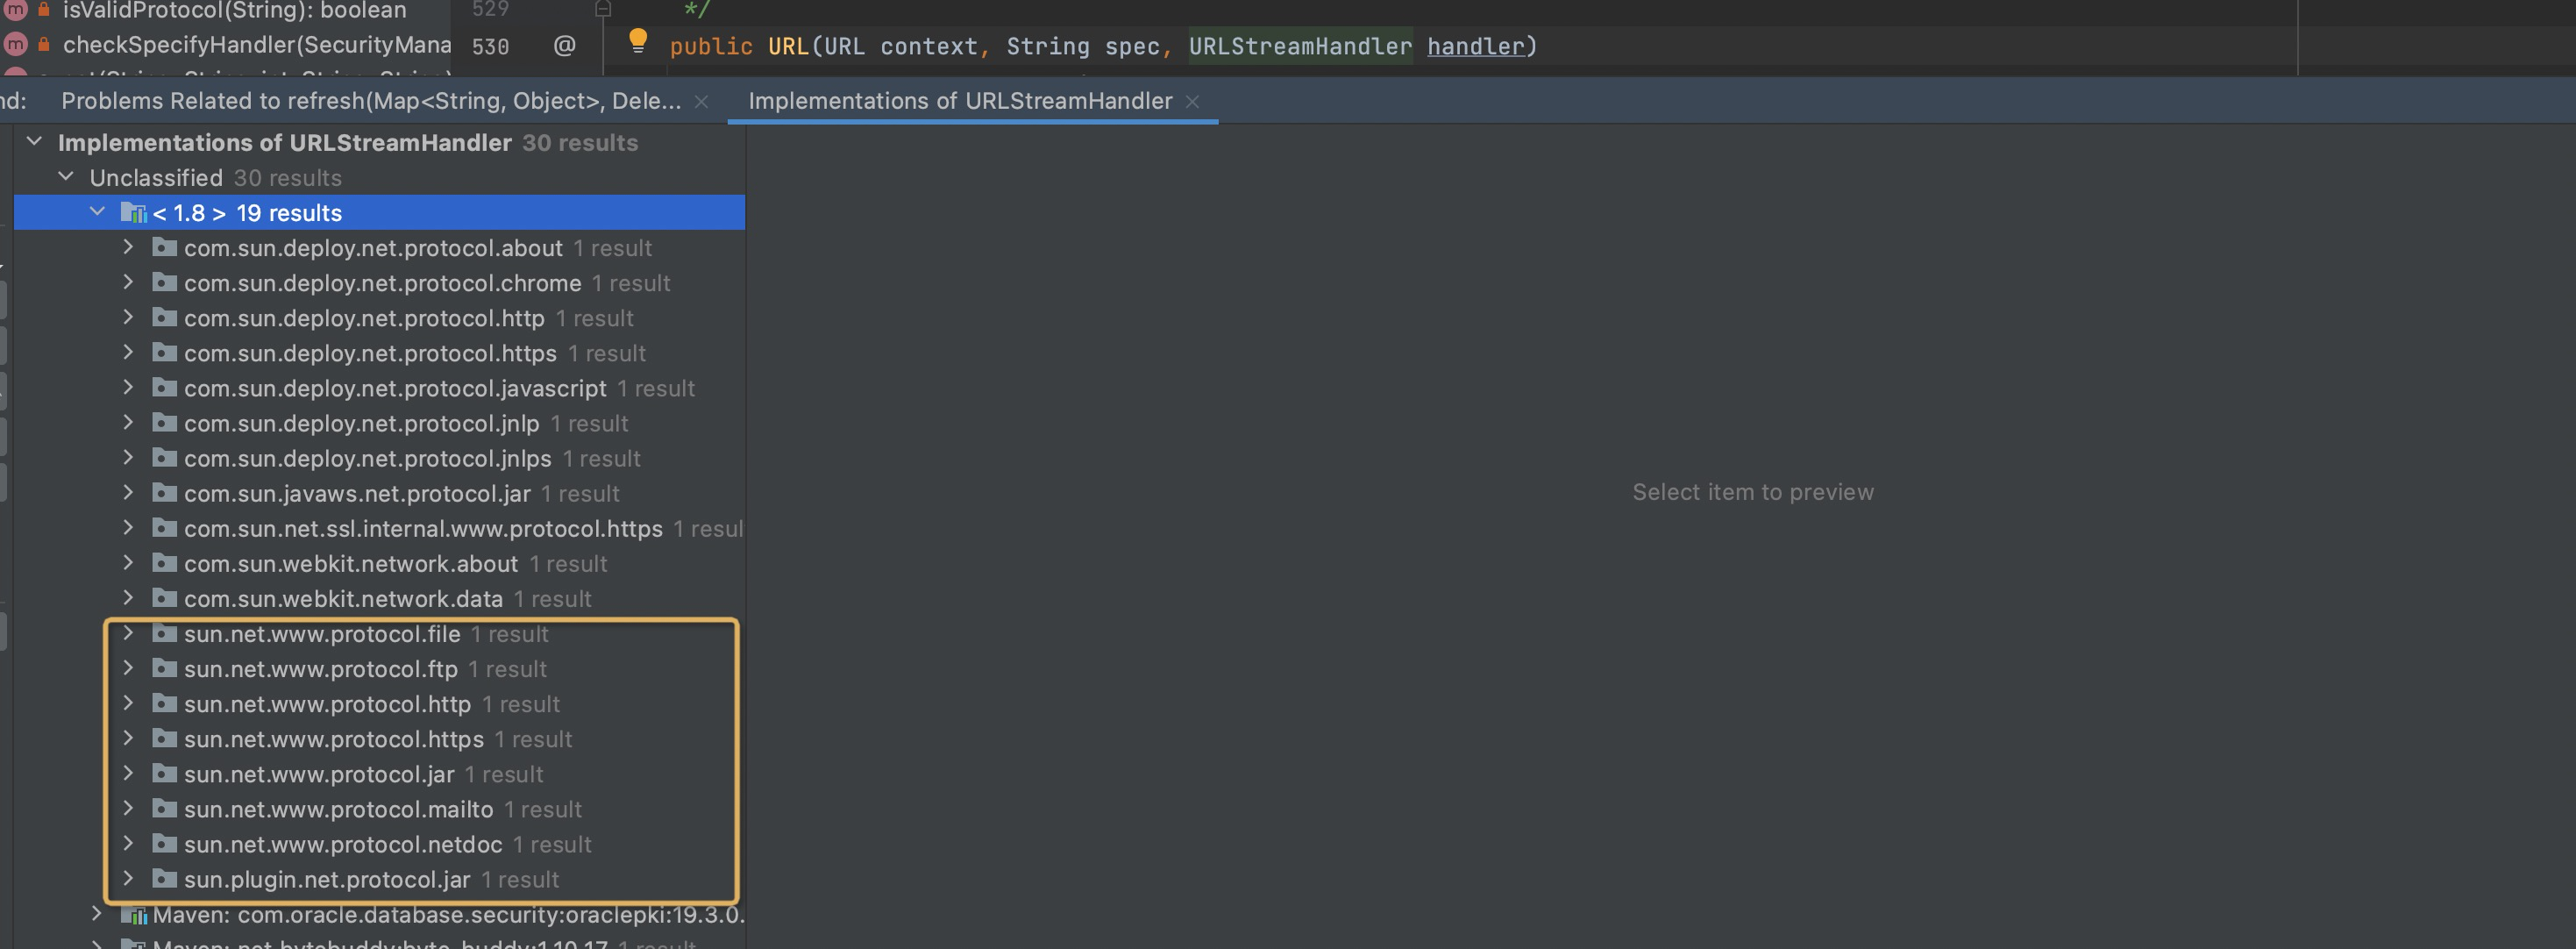 isValidProtocol(String): boolean
529
*/
checkSpecifyHandler(SecurityMana
530
@
public URL(URL context, String spec, URLStreamHandler handler)
nd:
Problems Related to refresh(Map<String, Object>, Dele...
Implementations of URLStreamHandler
Implementations of URLStreamHandler 30 results
Unclassified 30 results
< 1.8 > 19 results
com.sun.deploy.net.protocol.about 1 result
com.sun.deploy.net.protocol.chrome 1 result
com.sun.deploy.net.protocol.http 1 result
com.sun.deploy.net.protocol.https 1 result
com.sun.deploy.net.protocol.javascript 1 result
com.sun.deploy.net.protocol.jnlp 1 result
com.sun.deploy.net.protocol.jnlps 1 result
com.sun.javaws.net.protocol.jar 1 result
com.sun.net.ssl.internal.www.protocol.https 1 resul
com.sun.webkit.network.about 1 result
com.sun.webkit.network.data 1 result
sun.net.www.protocol.file 1 result
sun.net.www.protocol.ftp 1 result
sun.net.www.protocol.http 1 result
sun.net.www.protocol.https 1 result
sun.net.www.protocol.jar 1 result
sun.net.www.protocol.mailto 1 result
sun.net.www.protocol.netdoc 1 result
sun.plugin.net.protocol.jar 1 result
Maven: com.oracle.database.security:oraclepki:19.3.0.
Maven: net.bytebuddy:byte-buddy:1.10.17 1 result
Select item to preview